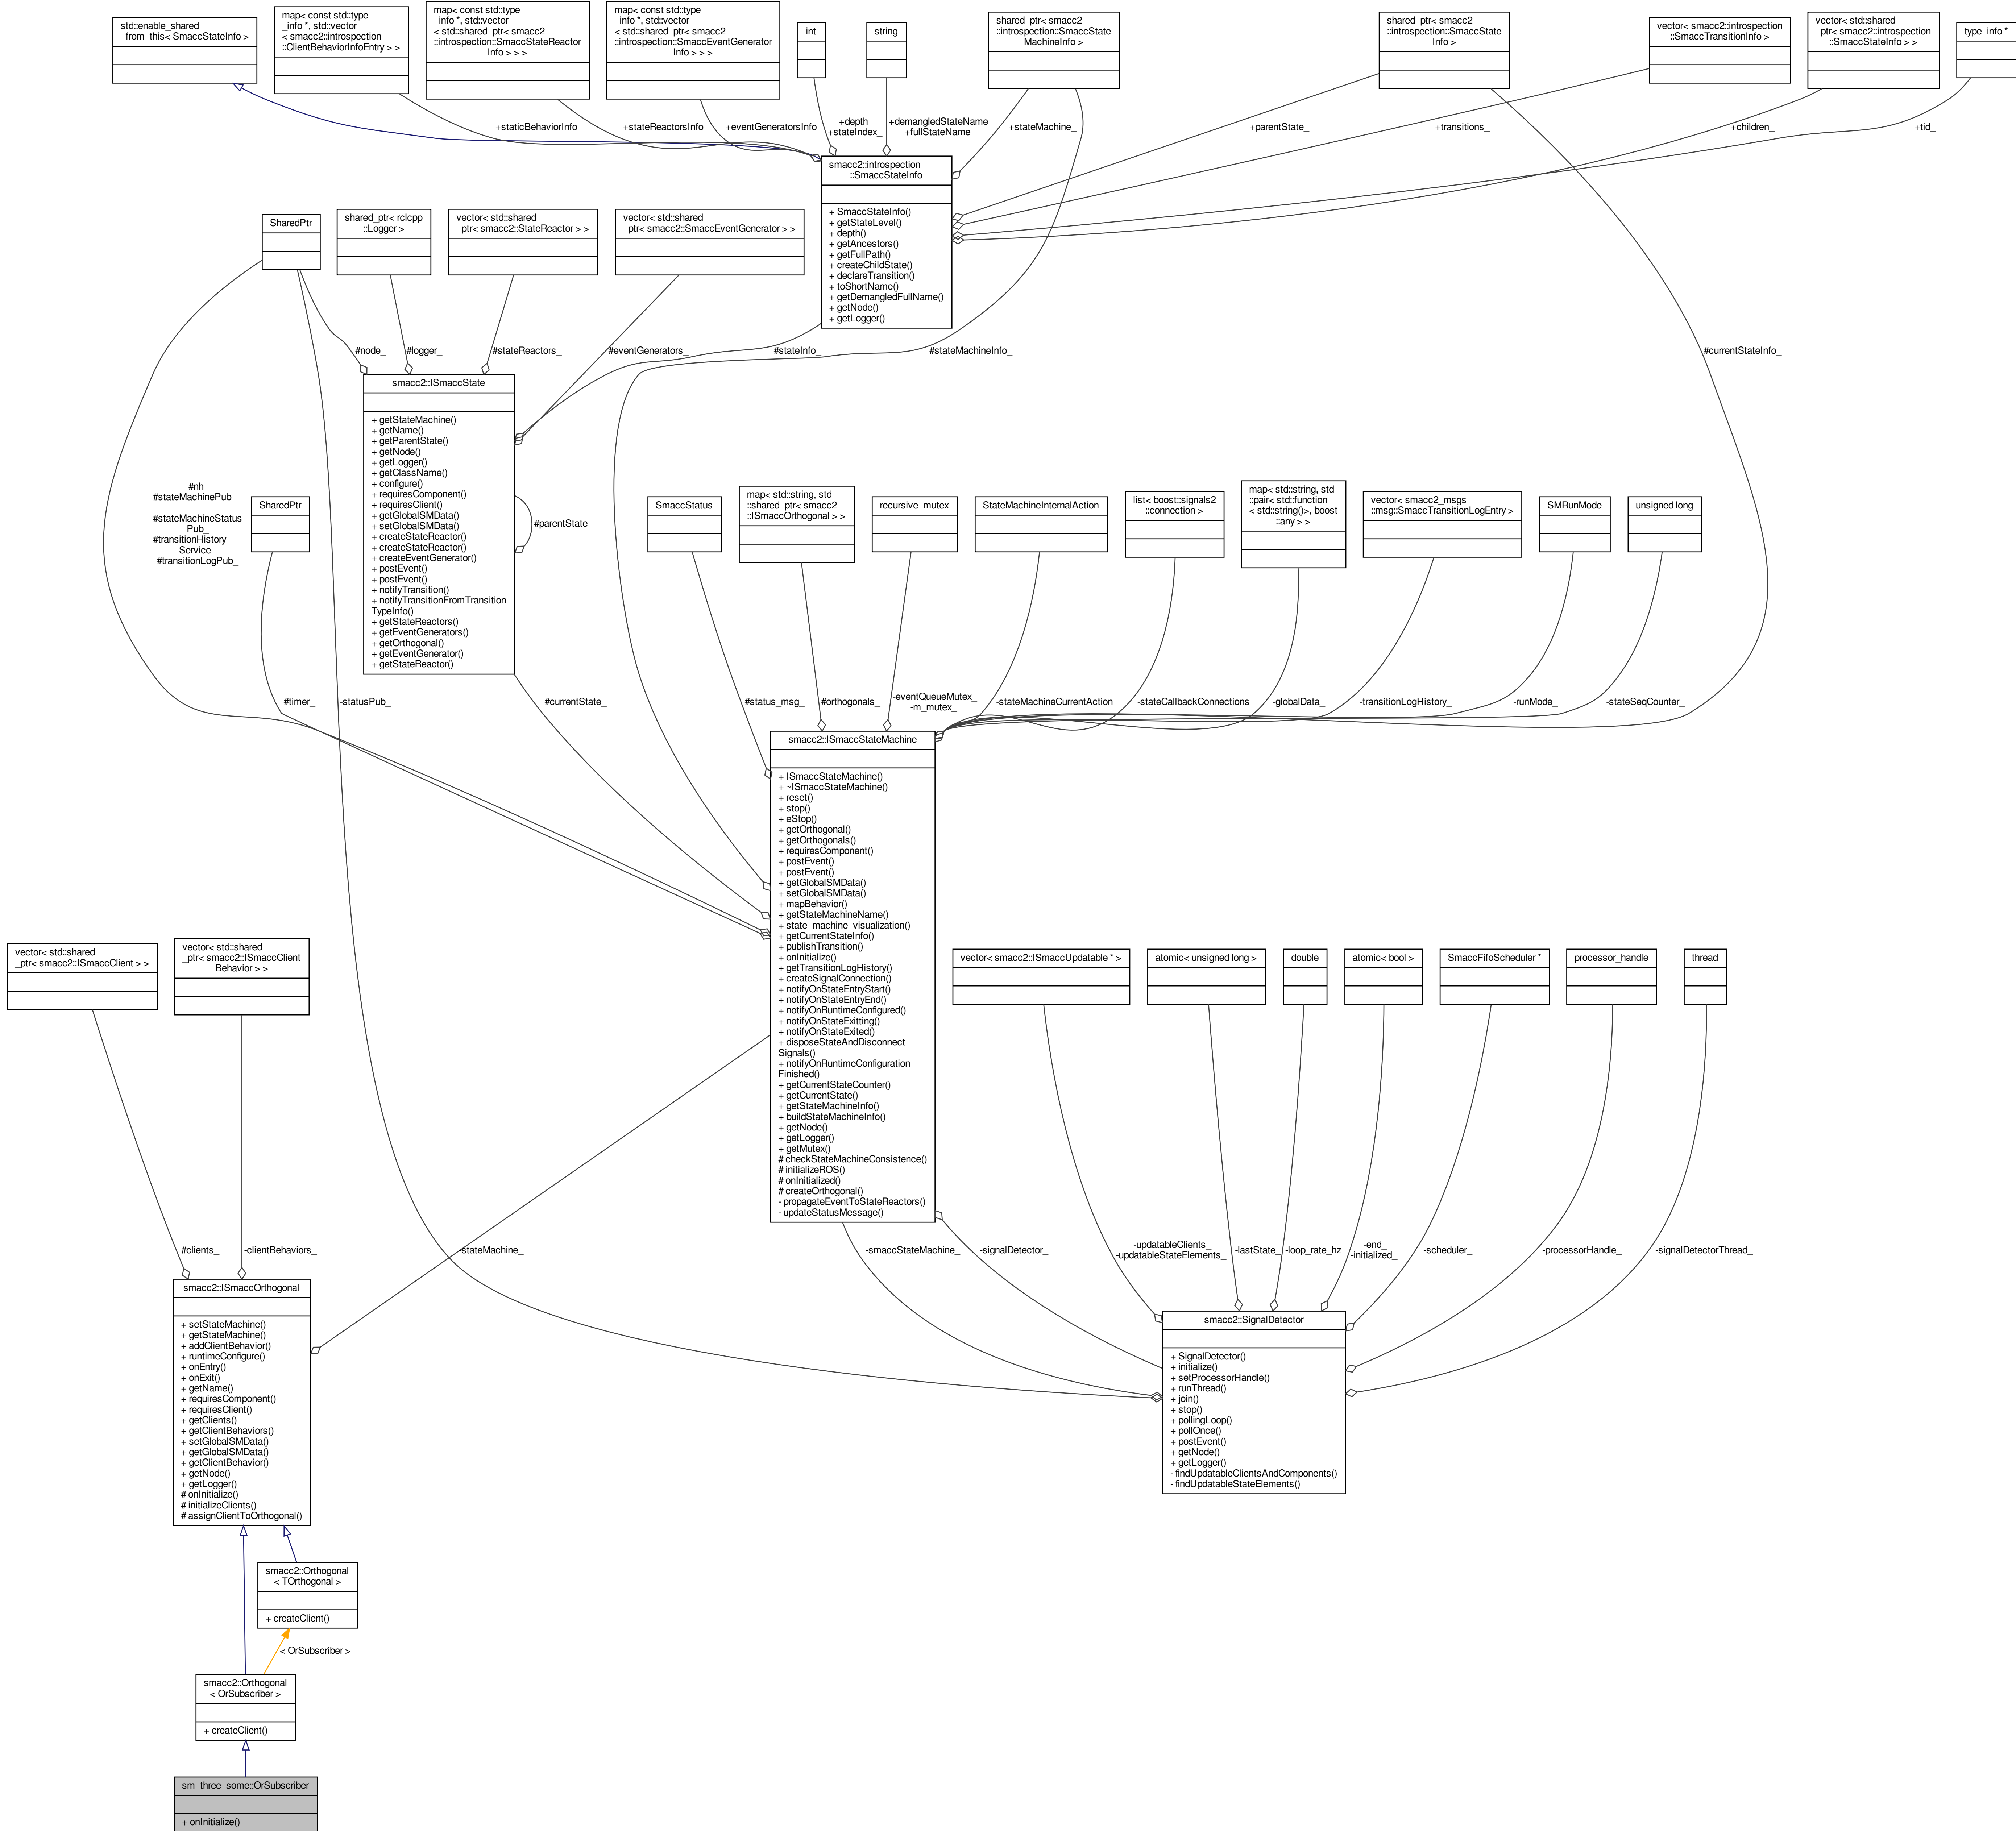 std::enable_shared
_from_this< SmaccStateInfo >
map< const std::type
_info *, std::vector
< smacc2::introspection
::ClientBehaviorInfoEntry > >
map< const std::type
_info *, std::vector
< std::shared_ptr< smacc2
::introspection::SmaccStateReactor
Info > > >
map< const std::type
_info *, std::vector
< std::shared_ptr< smacc2
::introspection::SmaccEventGenerator
Info > > >
int
string
shared_ptr< smacc2
::introspection::SmaccState
MachineInfo >
shared_ptr< smacc2
::introspection::SmaccState
Info >
vector< smacc2::introspection
::SmaccTransitionInfo >
vector< std::shared
_ptr< smacc2::introspection
::SmaccStateInfo > >
type_info *
+staticBehaviorInfo
+stateReactorsInfo
+eventGeneratorsInfo
+depth_
+stateIndex_
+demangledStateName
+fullStateName
+stateMachine_
+parentState_
+transitions_
+children_
+tid_
smacc2::introspection
::SmaccStateInfo
+ SmaccStateInfo()
+ getStateLevel()
+ depth()
+ getAncestors()
+ getFullPath()
+ createChildState()
+ declareTransition()
+ toShortName()
+ getDemangledFullName()
+ getNode()
+ getLogger()
SharedPtr
shared_ptr< rclcpp
::Logger >
vector< std::shared
_ptr< smacc2::StateReactor > >
vector< std::shared
_ptr< smacc2::SmaccEventGenerator > >
#node_
#logger_
#stateReactors_
#eventGenerators_
#stateInfo_
#stateMachineInfo_
#currentStateInfo_
smacc2::ISmaccState
+ getStateMachine()
+ getName()
+ getParentState()
+ getNode()
+ getLogger()
+ getClassName()
+ configure()
+ requiresComponent()
+ requiresClient()
+ getGlobalSMData()
+ setGlobalSMData()
+ createStateReactor()
+ createStateReactor()
+ createEventGenerator()
+ postEvent()
+ postEvent()
+ notifyTransition()
+ notifyTransitionFromTransition
TypeInfo()
+ getStateReactors()
+ getEventGenerators()
+ getOrthogonal()
+ getEventGenerator()
+ getStateReactor()
#parentState_
#nh_
#stateMachinePub
_
#stateMachineStatus
Pub_
#transitionHistory
Service_
#transitionLogPub_
SharedPtr
SmaccStatus
map< std::string, std
::shared_ptr< smacc2
::ISmaccOrthogonal > >
recursive_mutex
StateMachineInternalAction
list< boost::signals2
::connection >
map< std::string, std
::pair< std::function
< std::string()>, boost
::any > >
vector< smacc2_msgs
::msg::SmaccTransitionLogEntry >
SMRunMode
unsigned long
#timer_
-statusPub_
#currentState_
#status_msg_
#orthogonals_
-eventQueueMutex_
-m_mutex_
-stateMachineCurrentAction
-stateCallbackConnections
-globalData_
-transitionLogHistory_
-runMode_
-stateSeqCounter_
smacc2::ISmaccStateMachine
+ ISmaccStateMachine()
+ ~ISmaccStateMachine()
+ reset()
+ stop()
+ eStop()
+ getOrthogonal()
+ getOrthogonals()
+ requiresComponent()
+ postEvent()
+ postEvent()
+ getGlobalSMData()
+ setGlobalSMData()
+ mapBehavior()
+ getStateMachineName()
+ state_machine_visualization()
+ getCurrentStateInfo()
+ publishTransition()
+ onInitialize()
+ getTransitionLogHistory()
+ createSignalConnection()
+ notifyOnStateEntryStart()
+ notifyOnStateEntryEnd()
+ notifyOnRuntimeConfigured()
+ notifyOnStateExitting()
+ notifyOnStateExited()
+ disposeStateAndDisconnect
Signals()
+ notifyOnRuntimeConfiguration
Finished()
+ getCurrentStateCounter()
+ getCurrentState()
+ getStateMachineInfo()
+ buildStateMachineInfo()
+ getNode()
+ getLogger()
+ getMutex()
# checkStateMachineConsistence()
# initializeROS()
# onInitialized()
# createOrthogonal()
- propagateEventToStateReactors()
- updateStatusMessage()
vector< std::shared
_ptr< smacc2::ISmaccClient > >
vector< std::shared
_ptr< smacc2::ISmaccClient
Behavior > >
vector< smacc2::ISmaccUpdatable * >
atomic< unsigned long >
double
atomic< bool >
SmaccFifoScheduler *
processor_handle
thread
#clients_
-clientBehaviors_
-stateMachine_
-smaccStateMachine_
-signalDetector_
-updatableClients_
-updatableStateElements_
-lastState_
-loop_rate_hz
-end_
-initialized_
-scheduler_
-processorHandle_
-signalDetectorThread_
smacc2::ISmaccOrthogonal
+ setStateMachine()
+ getStateMachine()
+ addClientBehavior()
+ runtimeConfigure()
+ onEntry()
+ onExit()
+ getName()
+ requiresComponent()
+ requiresClient()
+ getClients()
+ getClientBehaviors()
+ setGlobalSMData()
+ getGlobalSMData()
+ getClientBehavior()
+ getNode()
+ getLogger()
# onInitialize()
# initializeClients()
# assignClientToOrthogonal()
smacc2::SignalDetector
+ SignalDetector()
+ initialize()
+ setProcessorHandle()
+ runThread()
+ join()
+ stop()
+ pollingLoop()
+ pollOnce()
+ postEvent()
+ getNode()
+ getLogger()
- findUpdatableClientsAndComponents()
- findUpdatableStateElements()
smacc2::Orthogonal
< TOrthogonal >
+ createClient()
< OrSubscriber >
smacc2::Orthogonal
< OrSubscriber >
+ createClient()
sm_three_some::OrSubscriber
+ onInitialize()